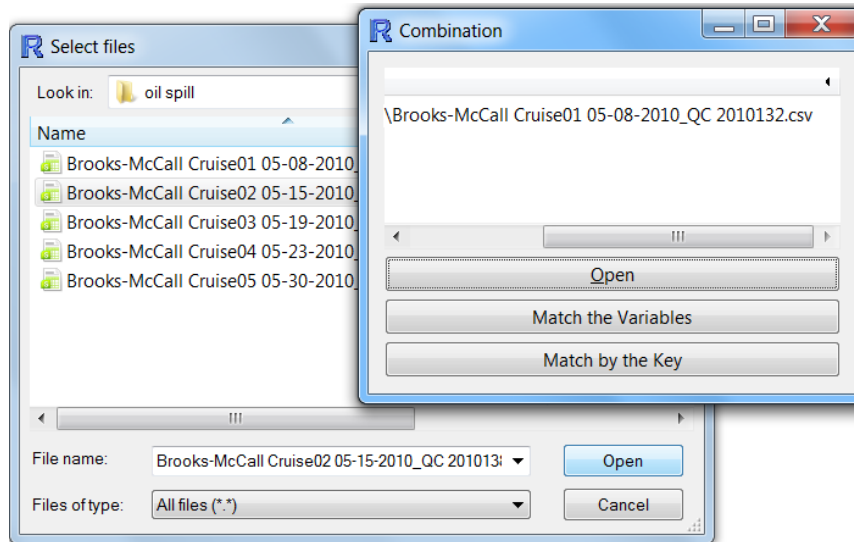 Select files
Look in: oil spill
Name
Brooks-McCall Cruise01 05-08-2010_
Brooks-McCall Cruise02 05-15-2010_
Brooks-McCall Cruise03 05-19-2010_
Brooks-McCall Cruise04 05-23-2010_
Brooks-McCall Cruise05 05-30-2010_
File name: Brooks-McCall Cruise02 05-15-2010_QC 201013 Open
Files of type: All files (*.*) Cancel
Combination
\Brooks-McCall Cruise01 05-08-2010_QC 2010132.csv
Open
Match the Variables
Match by the Key